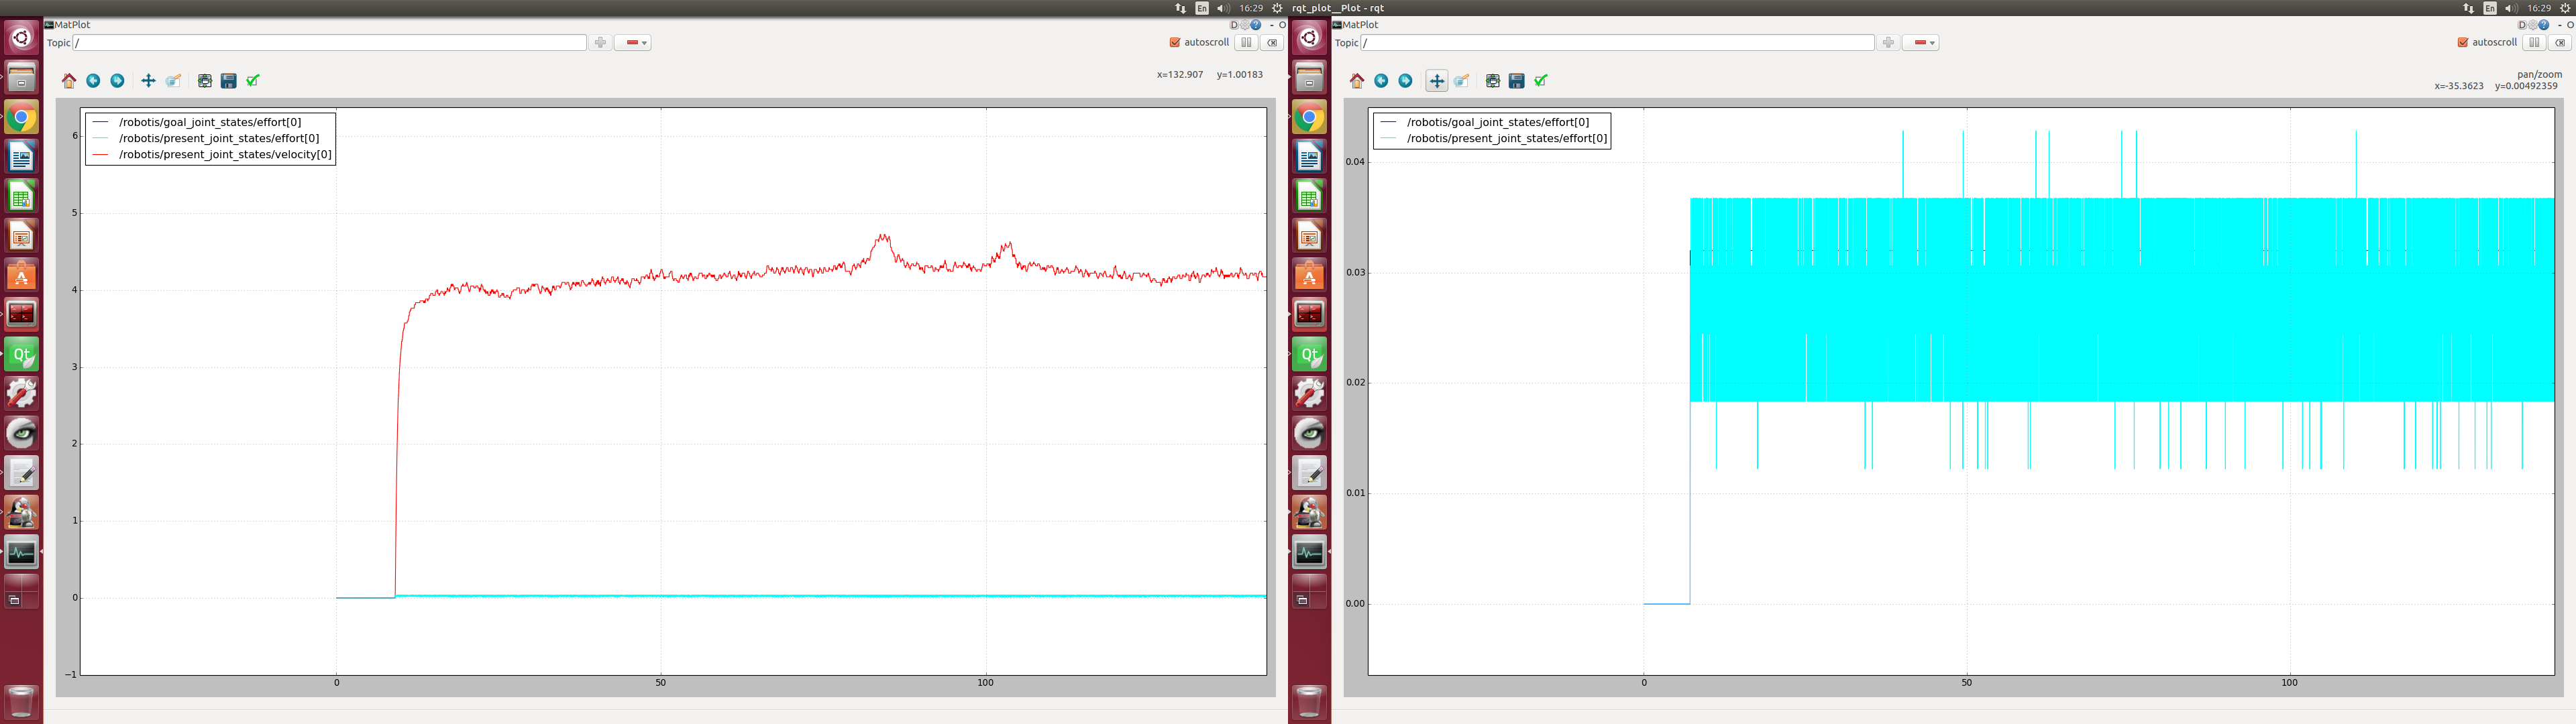 En 16:29 rqt_plot__Plot - rqt En 16:29
MatPlot D - O
Topic / autoscroll
x=132.907 y=1.00183
/robotis/goal_joint_states/effort[0]
/robotis/present_joint_states/effort[0]
/robotis/present_joint_states/velocity[0]
6
5
4
3
2
1
0
−1
0 50 100
MatPlot D - O
Topic / autoscroll
pan/zoom
x=-35.3623 y=0.00492359
/robotis/goal_joint_states/effort[0]
/robotis/present_joint_states/effort[0]
0.04
0.03
0.02
0.01
0.00
0 50 100
Qt
Qt